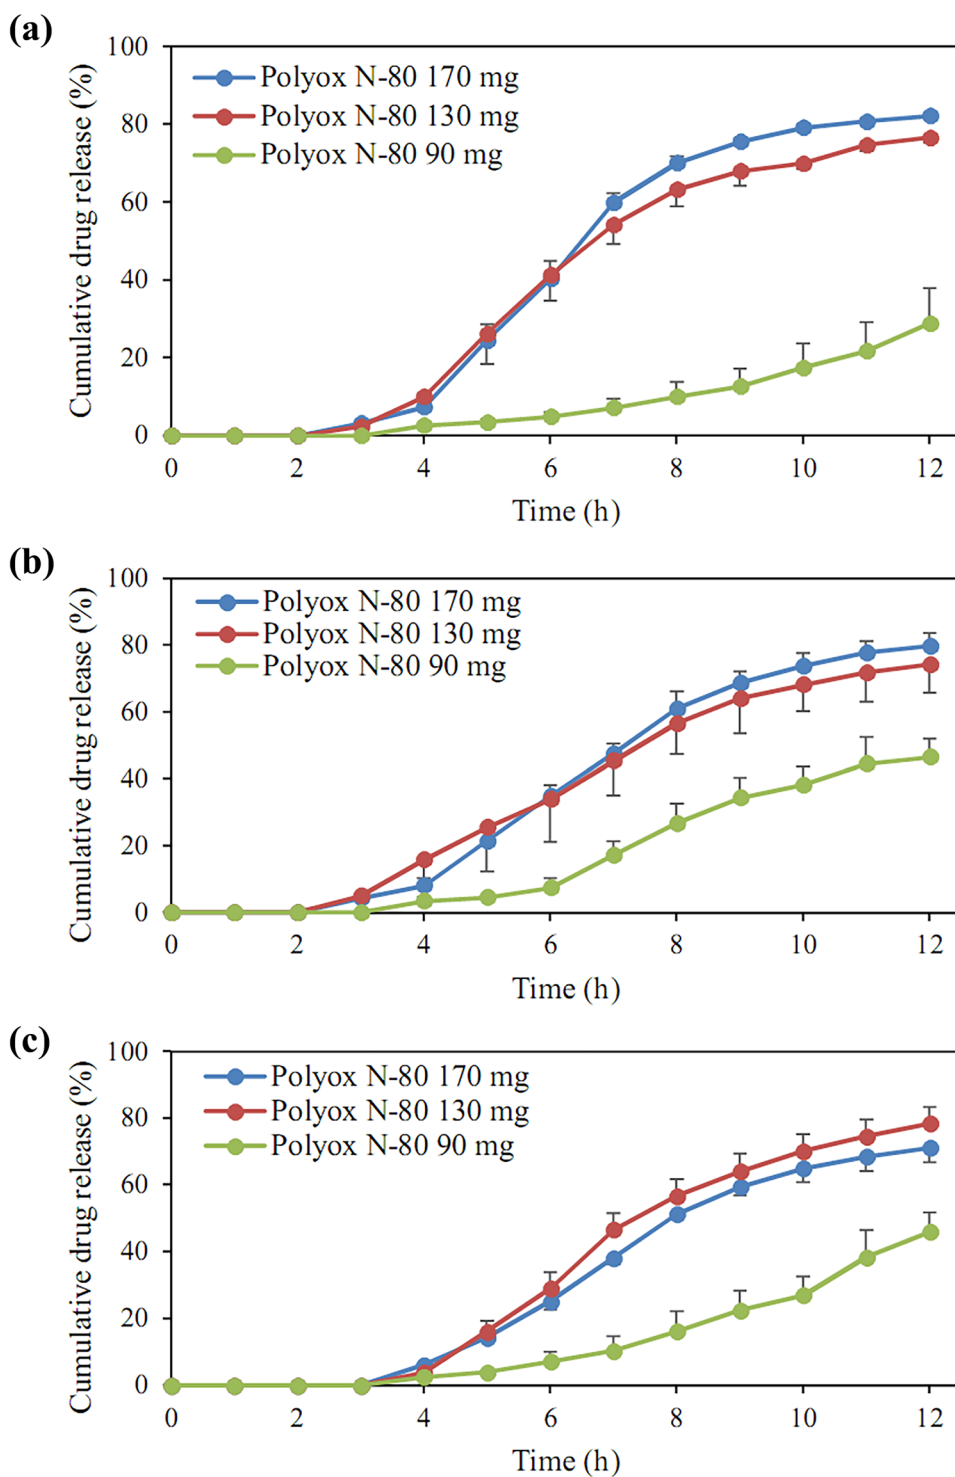 (a)
Cumulative drug release (%)
100
80
60
40
20
0
Polyox N-80 170 mg
Polyox N-80 130 mg
Polyox N-80 90 mg
0 2 4 6 8 10 12
Time (h)
(b)
Cumulative drug release (%)
100
80
60
40
20
0
Polyox N-80 170 mg
Polyox N-80 130 mg
Polyox N-80 90 mg
0 2 4 6 8 10 12
Time (h)
(c)
Cumulative drug release (%)
100
80
60
40
20
0
Polyox N-80 170 mg
Polyox N-80 130 mg
Polyox N-80 90 mg
0 2 4 6 8 10 12
Time (h)